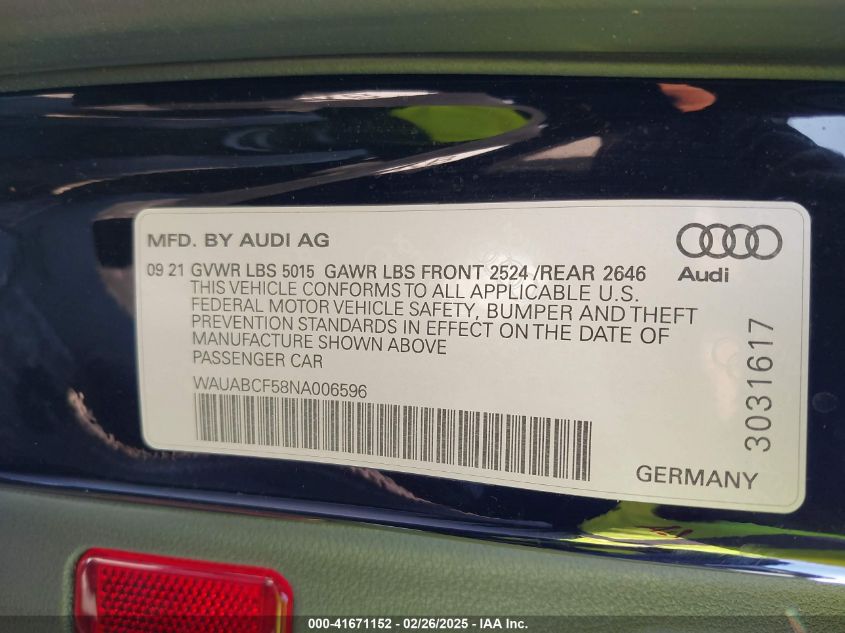 MFD. BY AUDI AG
09 21 GVWR LBS 5015 GAWR LBS FRONT 2524 /REAR 2646
THIS VEHICLE CONFORMS TO ALL APPLICABLE U.S.
FEDERAL MOTOR VEHICLE SAFETY, BUMPER AND THEFT
PREVENTION STANDARDS IN EFFECT ON THE DATE OF
MANUFACTURE SHOWN ABOVE
PASSENGER CAR
WAUABCF58NA006596
Audi
3031617
GERMANY
000-41671152 - 02/26/2025 - IAA Inc.